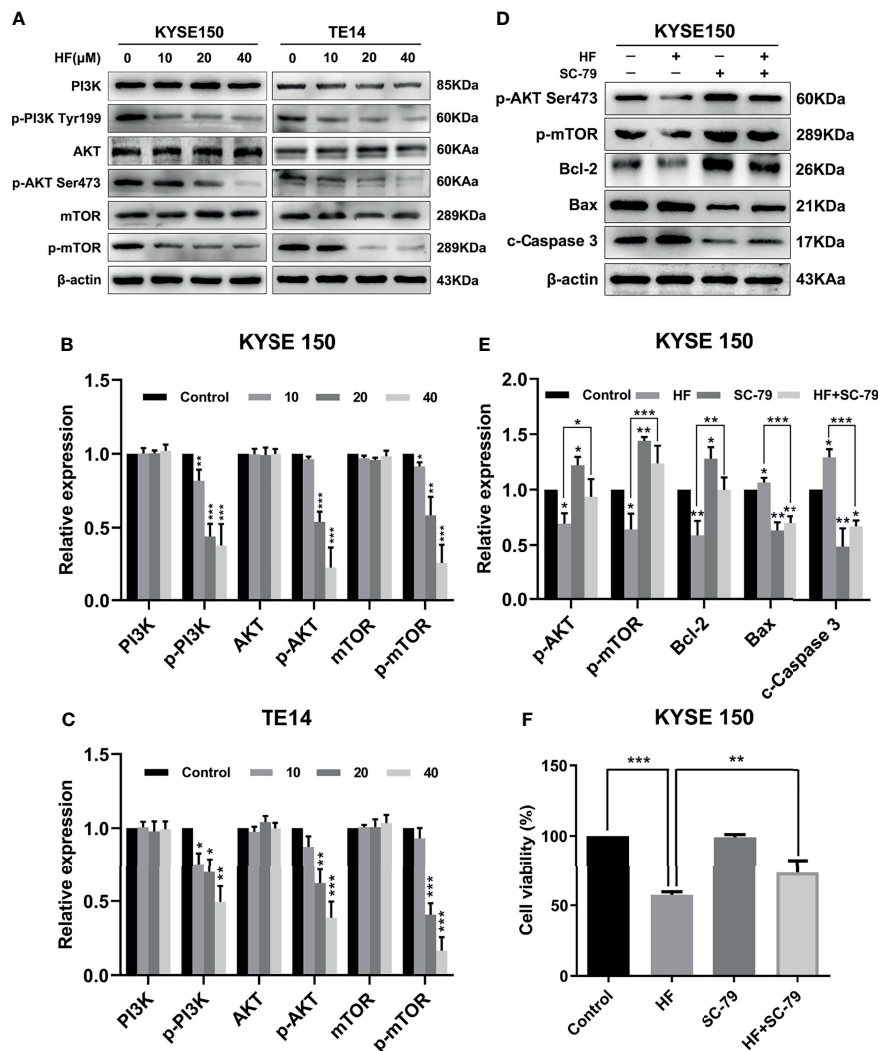 A
KYSE150 TE14
HF(μM) 0 10 20 40 0 10 20 40
PI3K 85KDa
p-PI3K Tyr199 60KDa
AKT 60KAa
p-AKT Ser473 60KAa
mTOR 289KDa
p-mTOR 289KDa
β-actin 43KDa
D
KYSE150
HF − + − +
SC-79 − − + +
p-AKT Ser473 60KDa
p-mTOR 289KDa
Bcl-2 26KDa
Bax 21KDa
c-Caspase 3 17KDa
β-actin 43KAa
B
KYSE 150
Relative expression
1.5
1.0
0.5
0.0
Control 10 20 40
** *** *** *** *** * ** ***
PI3K p-PI3K AKT p-AKT mTOR p-mTOR
E
KYSE 150
Relative expression
2.0
1.5
1.0
0.5
0.0
Control HF SC-79 HF+SC-79
* *** ** *** ***
* * * ** ** * * ** ** * ** *
p-AKT p-mTOR Bcl-2 Bax c-Caspase 3
C
TE14
Relative expression
1.5
1.0
0.5
0.0
Control 10 20 40
* * ** ** *** *** ***
PI3K p-PI3K AKT p-AKT mTOR p-mTOR
F
KYSE 150
Cell viability (%)
150
100
50
0
*** **
Control HF SC-79 HF+SC-79